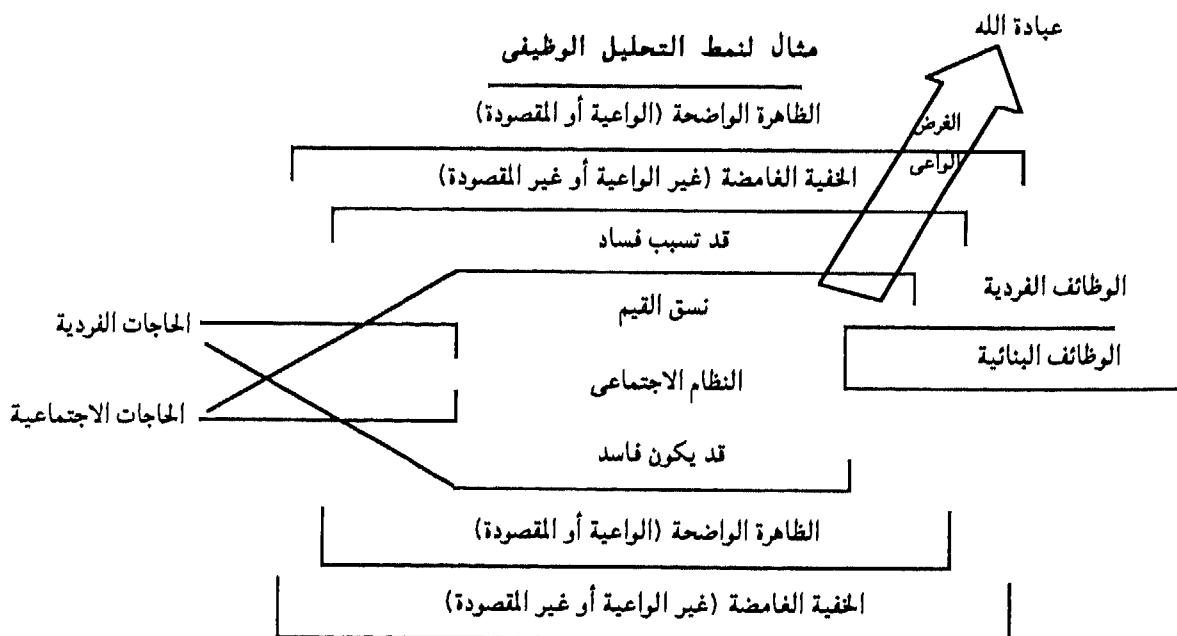 عبادة الله
مثال لنمط التحليل الوظيفى
الظاهرة الواضحة (الواعية أو المقصودة)
الغرض
الواعى
الخفية الغامضة (غير الواعية أو غير المقصودة)
قد تسبب فساد
الوظائف الفردية
نسق القيم
الحاجات الفردية
الوظائف البنائية
النظام الاجتماعى
الحاجات الاجتماعية
قد يكون فاسد
الظاهرة الواضحة (الواعية أو المقصودة)
الخفية الغامضة (غير الواعية أو غير المقصودة)